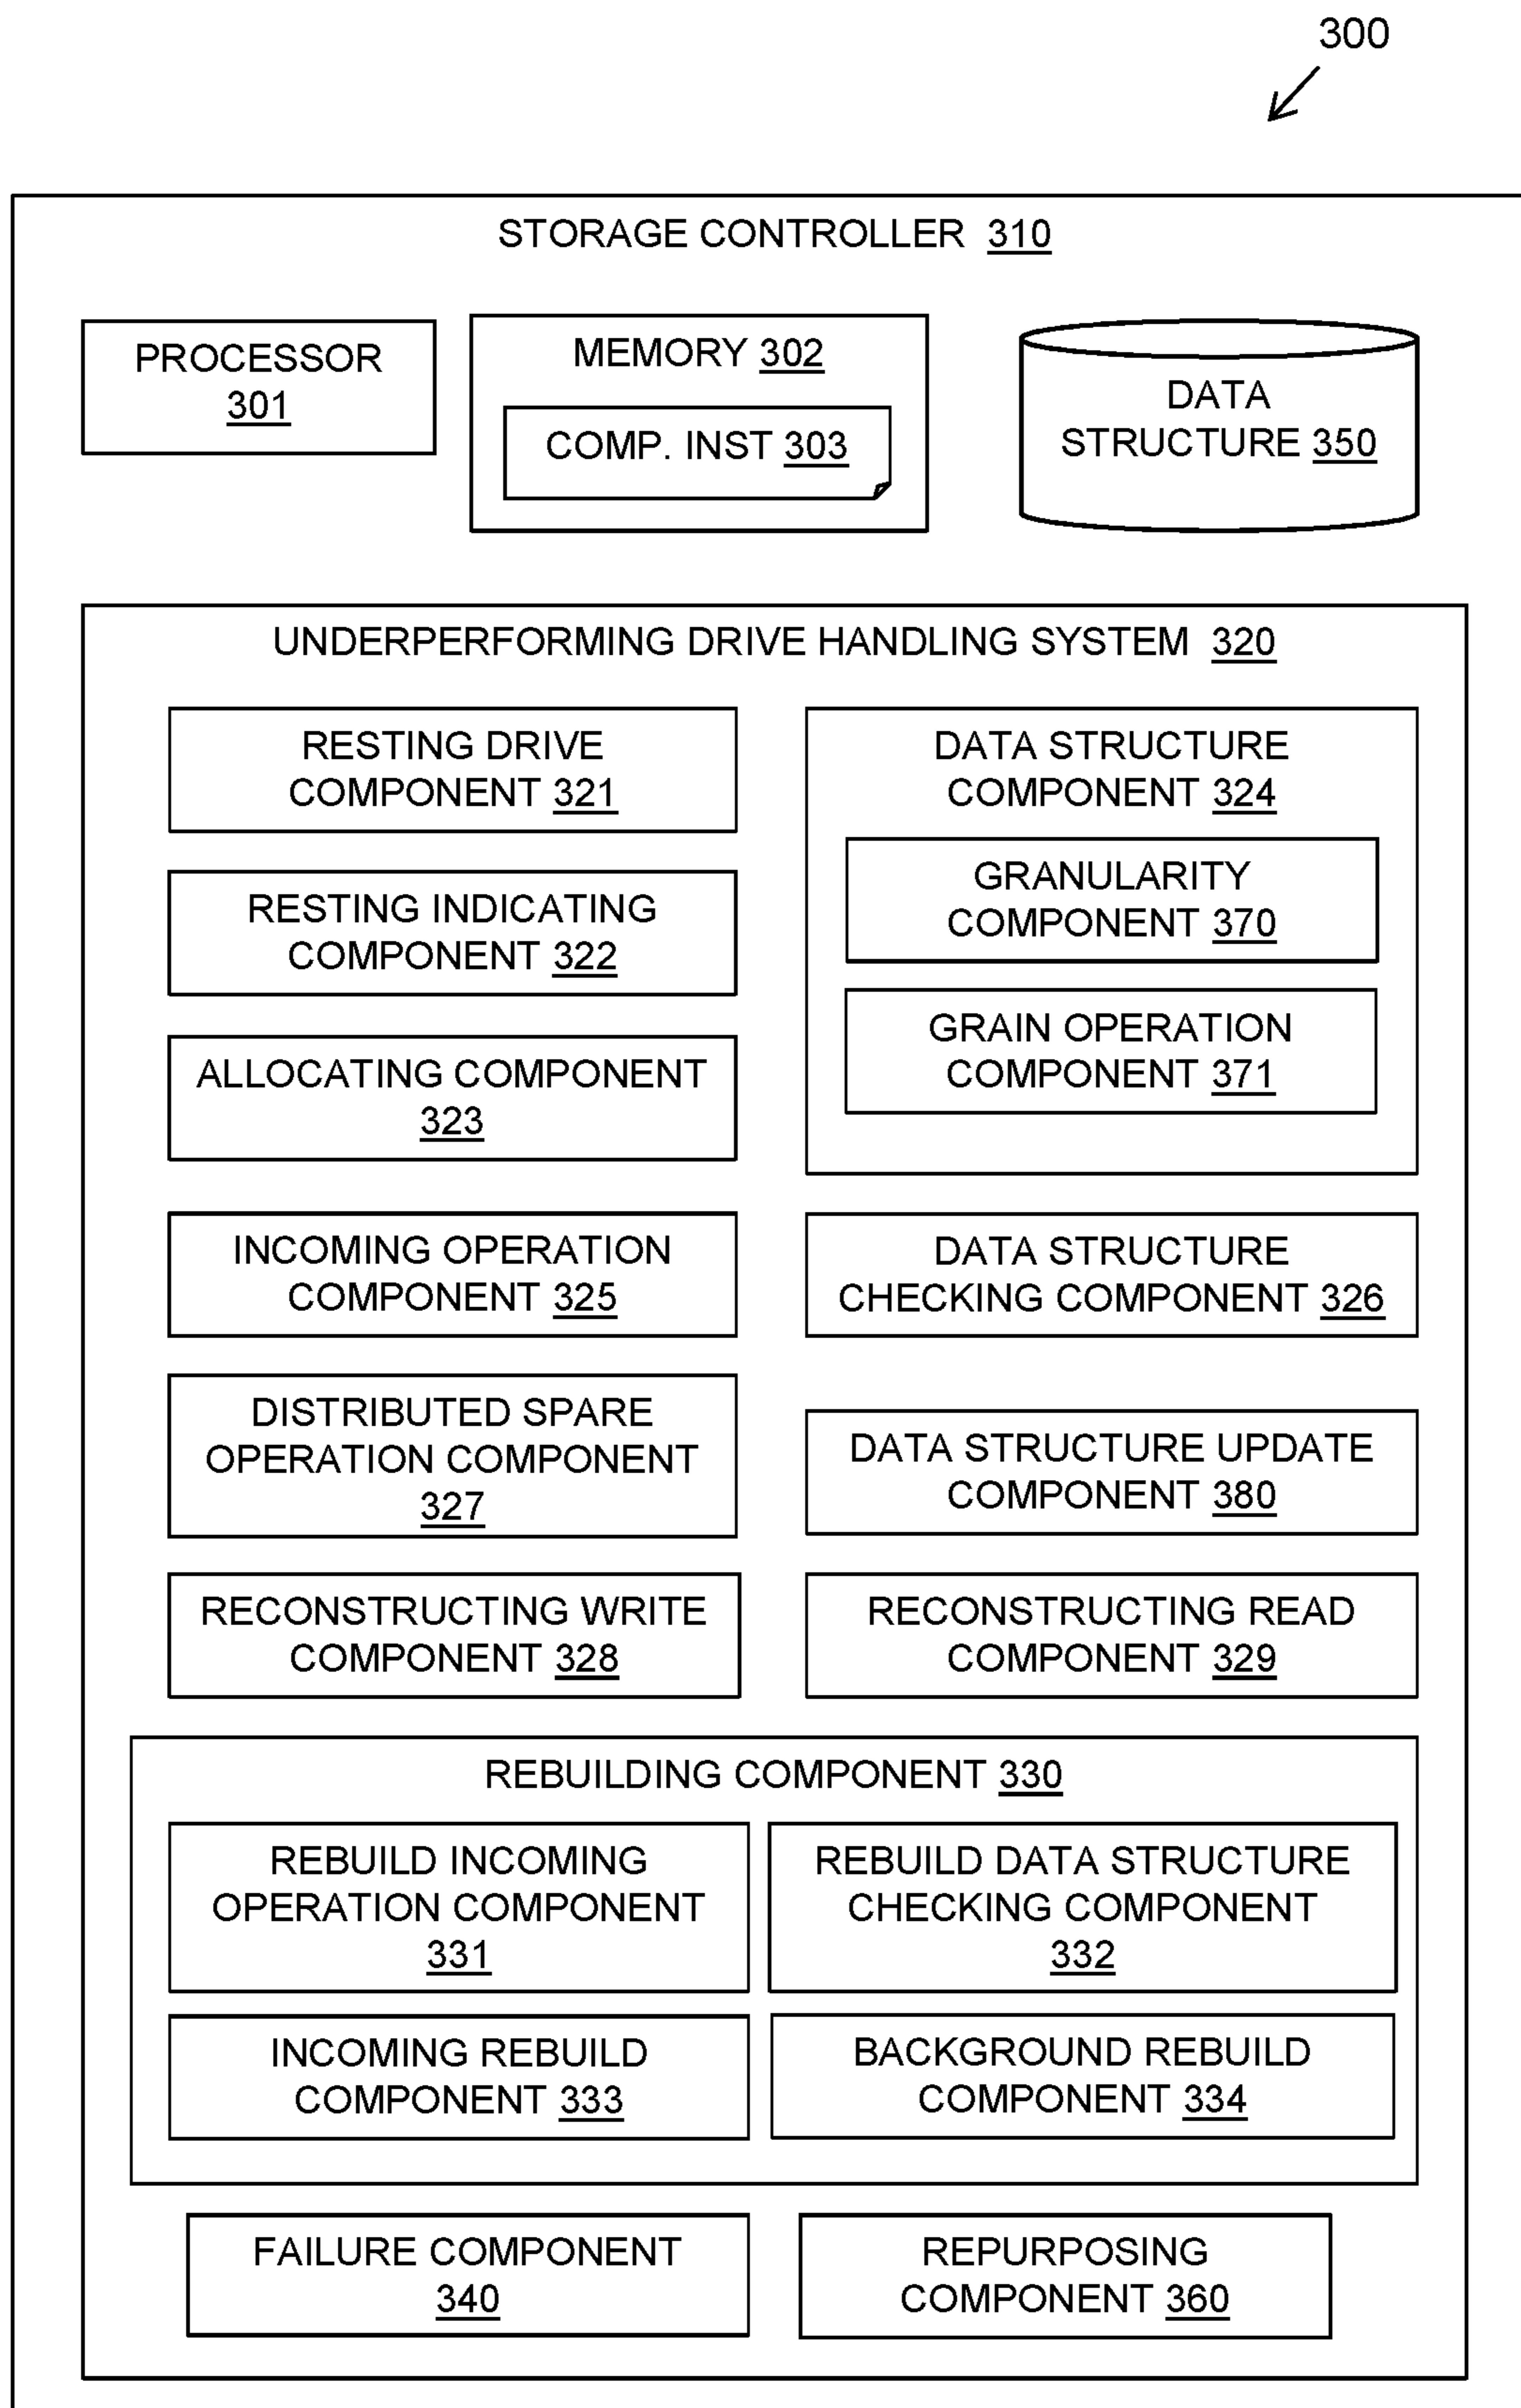 300
STORAGE CONTROLLER 310
PROCESSOR
301
MEMORY 302
COMP. INST 303
DATA
STRUCTURE 350
UNDERPERFORMING DRIVE HANDLING SYSTEM 320
RESTING DRIVE
COMPONENT 321
DATA STRUCTURE
COMPONENT 324
GRANULARITY
COMPONENT 370
GRAIN OPERATION
COMPONENT 371
RESTING INDICATING
COMPONENT 322
ALLOCATING COMPONENT
323
INCOMING OPERATION
COMPONENT 325
DATA STRUCTURE
CHECKING COMPONENT 326
DISTRIBUTED SPARE
OPERATION COMPONENT
327
DATA STRUCTURE UPDATE
COMPONENT 380
RECONSTRUCTING WRITE
COMPONENT 328
RECONSTRUCTING READ
COMPONENT 329
REBUILDING COMPONENT 330
REBUILD INCOMING
OPERATION COMPONENT
331
REBUILD DATA STRUCTURE
CHECKING COMPONENT
332
INCOMING REBUILD
COMPONENT 333
BACKGROUND REBUILD
COMPONENT 334
FAILURE COMPONENT
340
REPURPOSING
COMPONENT 360